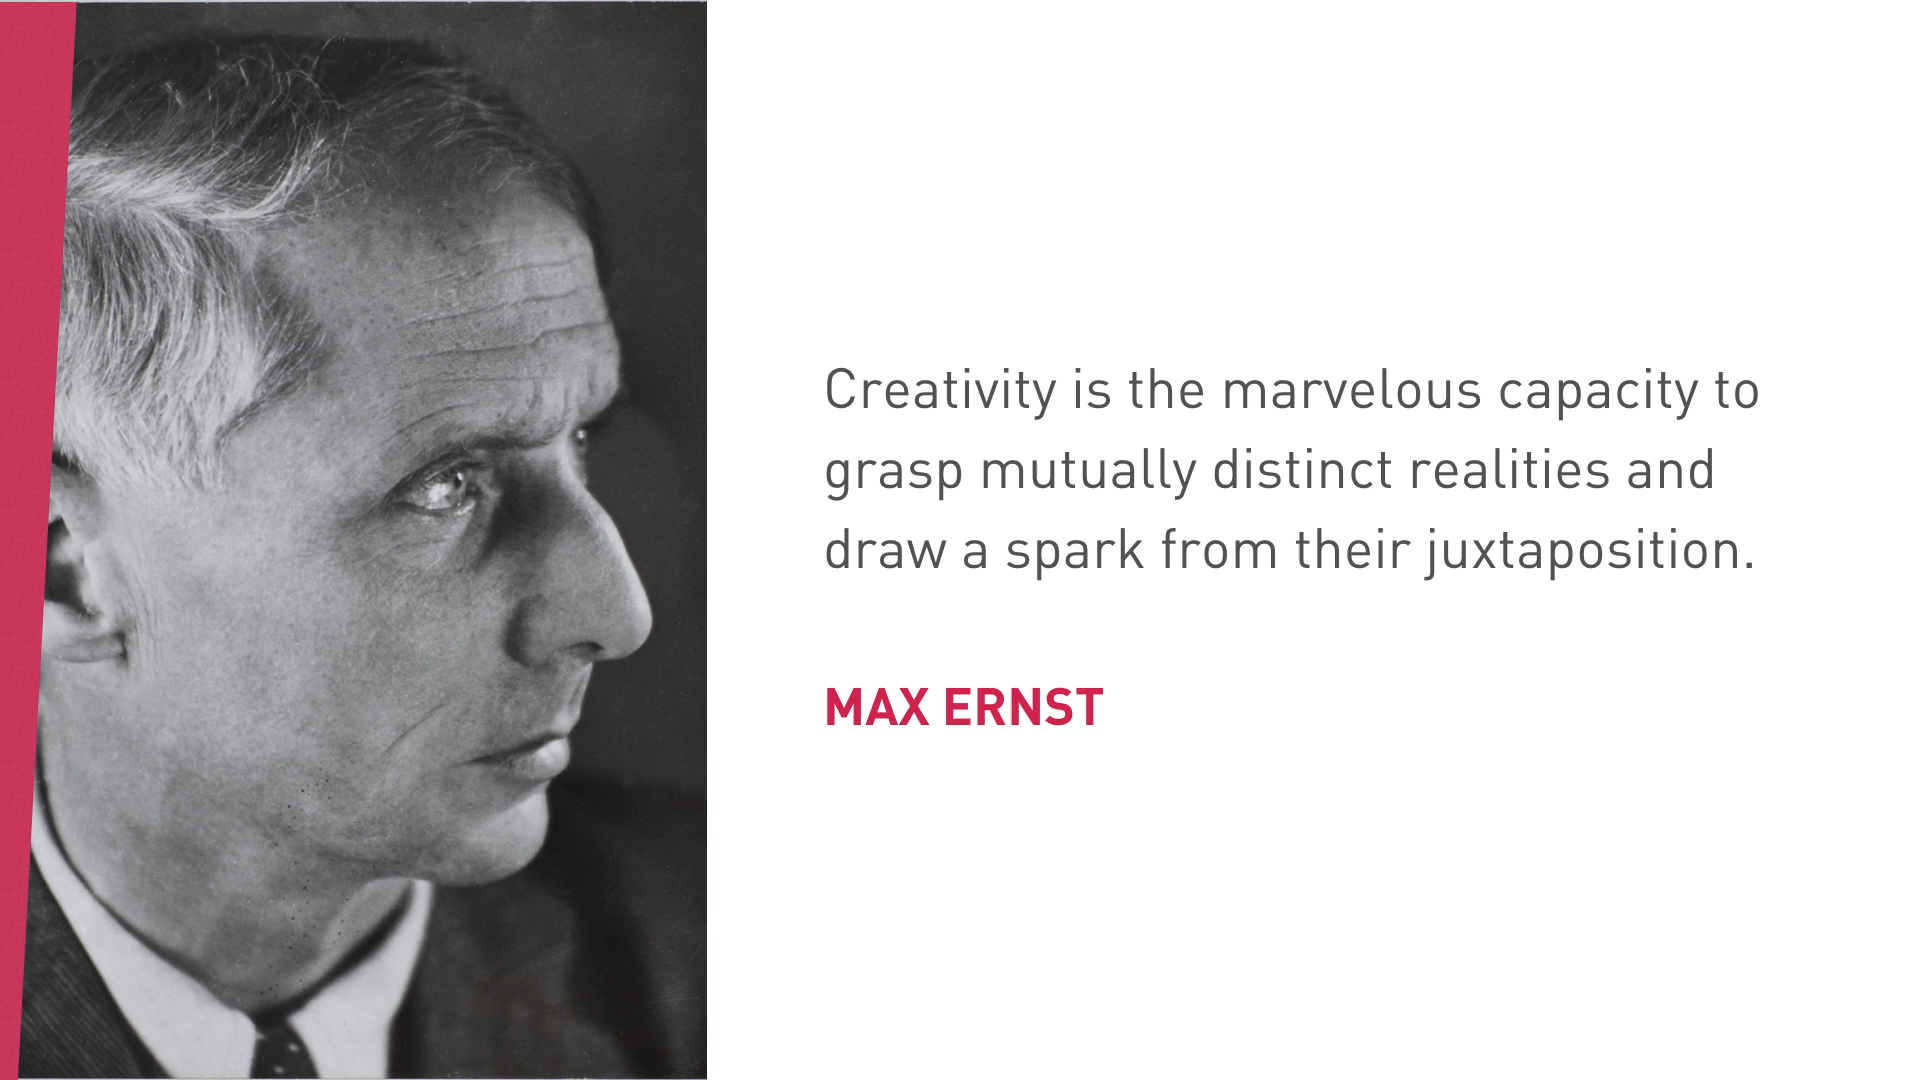 Creativity is the marvelous capacity to
grasp mutually distinct realities and
draw a spark from their juxtaposition.
MAX ERNST